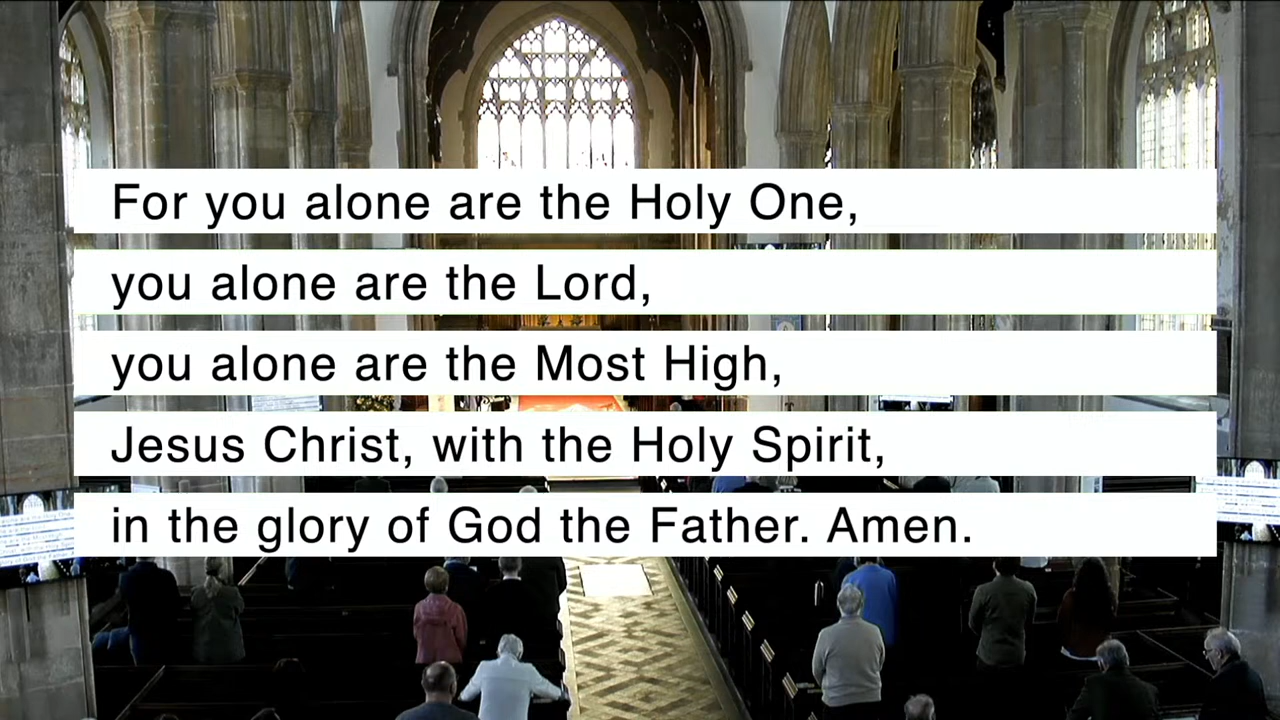 For you alone are the Holy One,
you alone are the Lord,
you alone are the Most High,
Jesus Christ, with the Holy Spirit,
in the glory of God the Father. Amen.